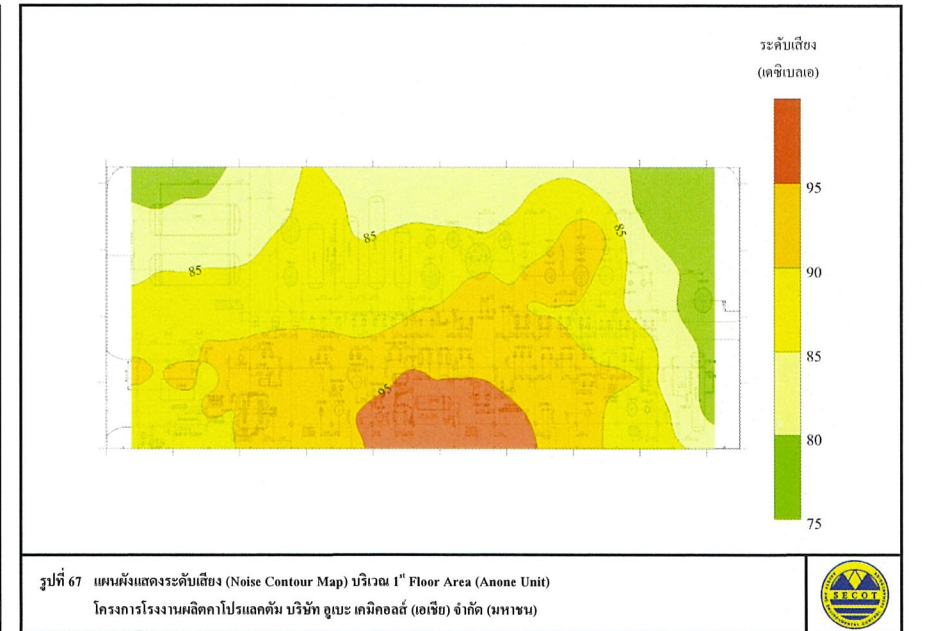 ระดับเสียง
(เดซิเบลเอ)
95
90
85
80
75
85
85
85
95
รูปที่ 67 แผนผังแสดงระดับเสียง (Noise Contour Map) บริเวณ 1st Floor Area (Anone Unit)
โครงการโรงงานผลิตคาโปรแลคตัม บริษัท อูเบะ เคมิคอลส์ (เอเชีย) จำกัด (มหาชน)
SECOT